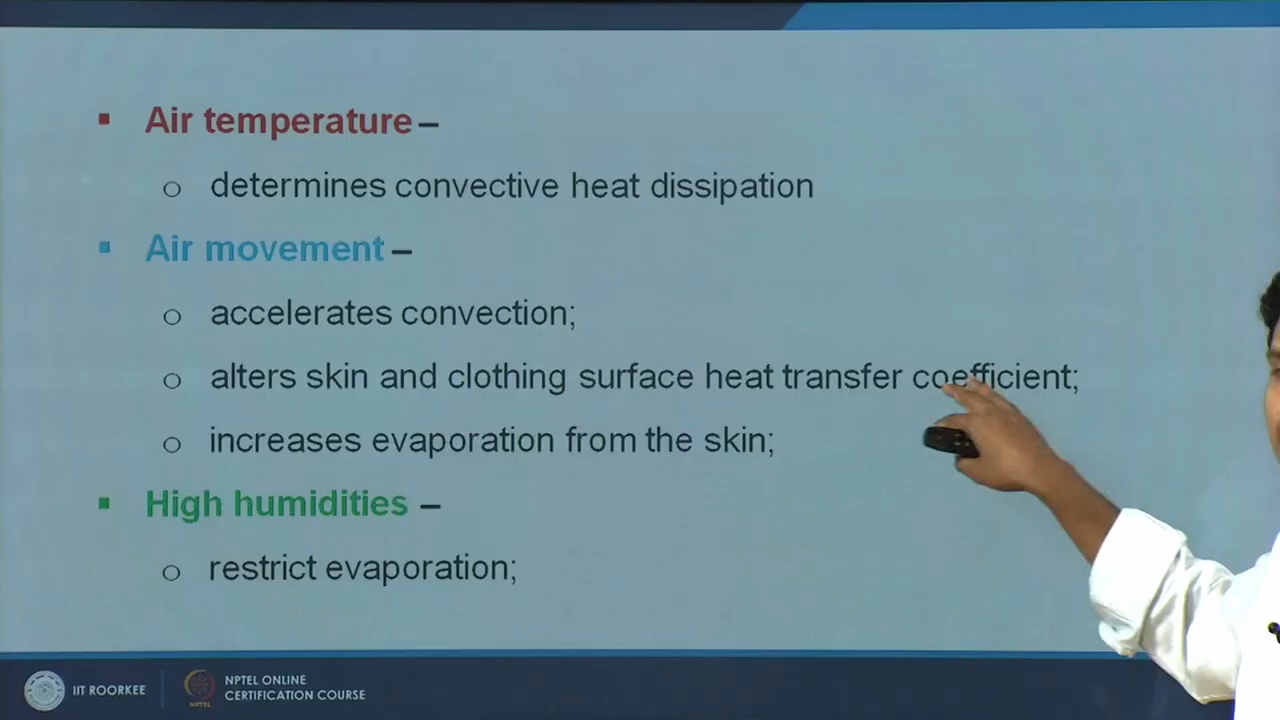 ▪ Air temperature –
o determines convective heat dissipation
▪ Air movement –
o accelerates convection;
o alters skin and clothing surface heat transfer coefficient;
o increases evaporation from the skin;
▪ High humidities –
o restrict evaporation;
IIT ROORKEE
NPTEL
NPTEL ONLINE
CERTIFICATION COURSE